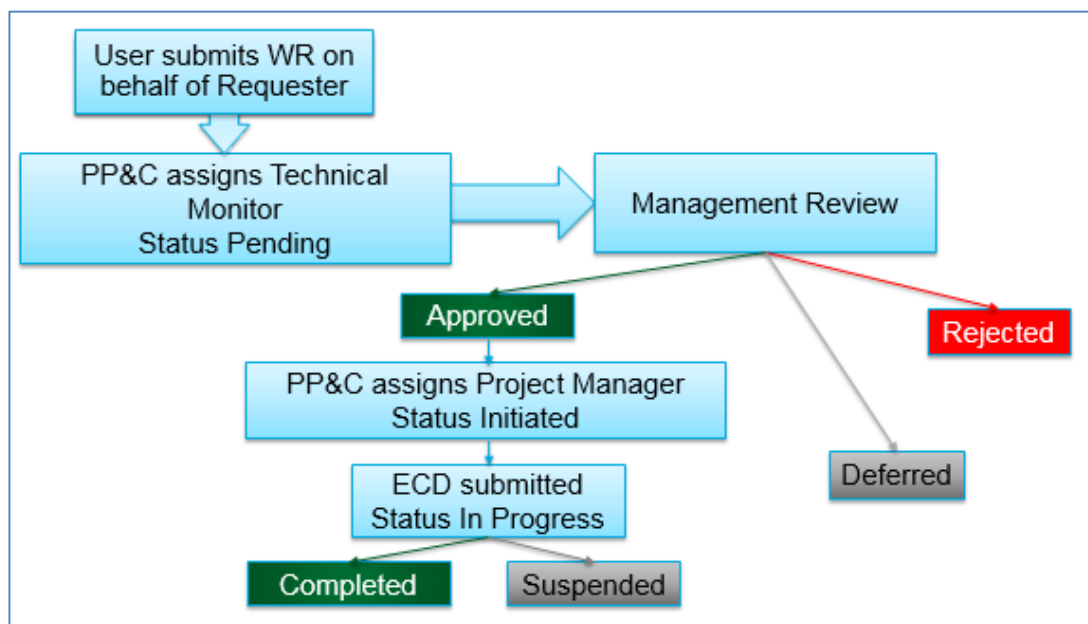 User submits WR on
behalf of Requester
PP&C assigns Technical
Monitor
Status Pending
Management Review
Approved
Rejected
PP&C assigns Project Manager
Status Initiated
Deferred
ECD submitted
Status In Progress
Completed
Suspended